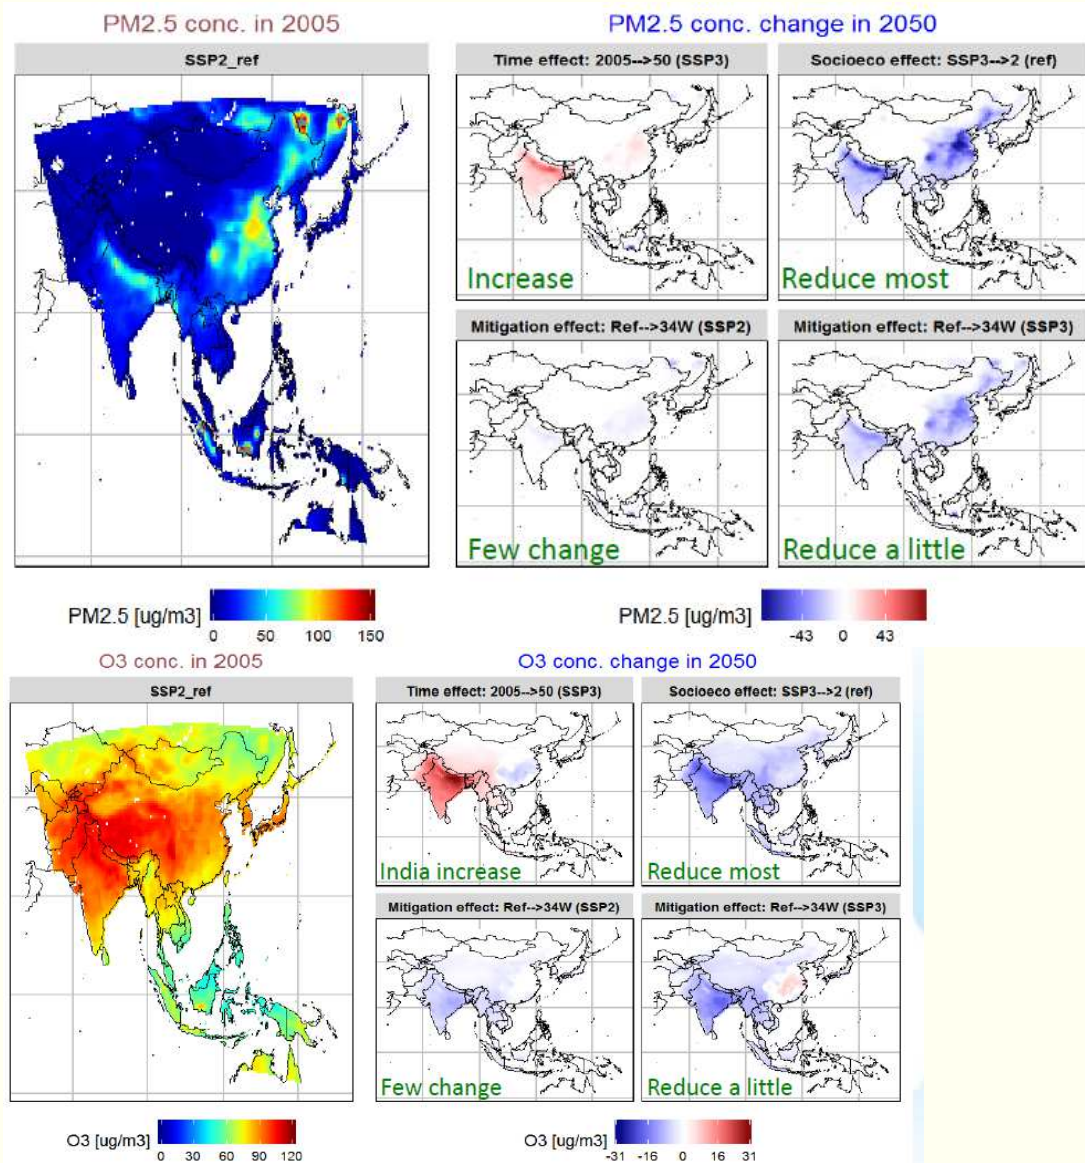 PM2.5 conc. in 2005
PM2.5 conc. change in 2050
SSP2_ref
Time effect: 2005-->50 (SSP3)
Socioeco effect: SSP3-->2 (ref)
Increase
Reduce most
Mitigation effect: Ref-->34W (SSP2)
Mitigation effect: Ref-->34W (SSP3)
Few change
Reduce a little
PM2.5 [ug/m3]
0 50 100 150
PM2.5 [ug/m3]
-43 0 43
O3 conc. in 2005
O3 conc. change in 2050
SSP2_ref
Time effect: 2005-->50 (SSP3)
Socioeco effect: SSP3-->2 (ref)
India increase
Reduce most
Mitigation effect: Ref-->34W (SSP2)
Mitigation effect: Ref-->34W (SSP3)
Few change
Reduce a little
O3 [ug/m3]
0 30 60 90 120
O3 [ug/m3]
-31 -16 0 16 31